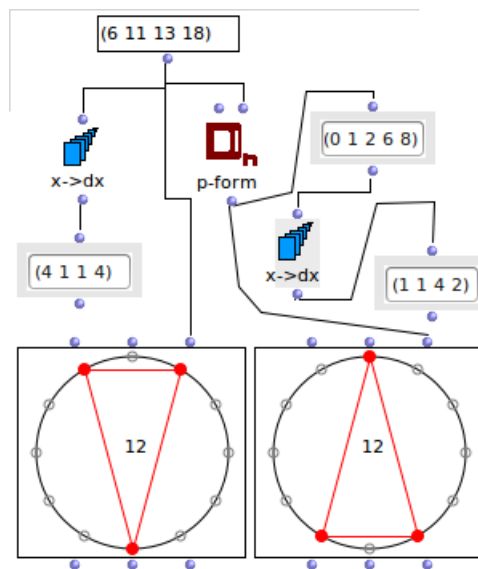 (6 11 13 18)
x->dx
p-form
n
(0 1 2 6 8)
x->dx
(4 1 1 4)
(1 1 4 2)
12
12